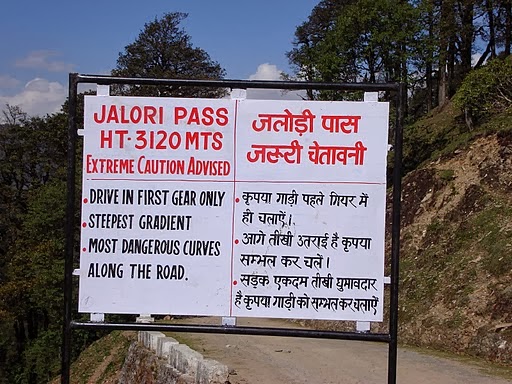 JALORI PASS
HT-3120 MTS
EXTREME CAUTION ADVISED
• DRIVE IN FIRST GEAR ONLY
• STEEPEST GRADIENT
• MOST DANGEROUS CURVES
ALONG THE ROAD.
जलोड़ी पास
जरूरी चेतावनी
• कृपया गाड़ी पहले गियर में
ही चलाऐं।
• आगे तीखी उतराई है कृपया
सम्भल कर चलें।
• सड़क एकदम तीखी घुमावदार
है कृपया गाड़ी को सम्भल कर चलाऐं